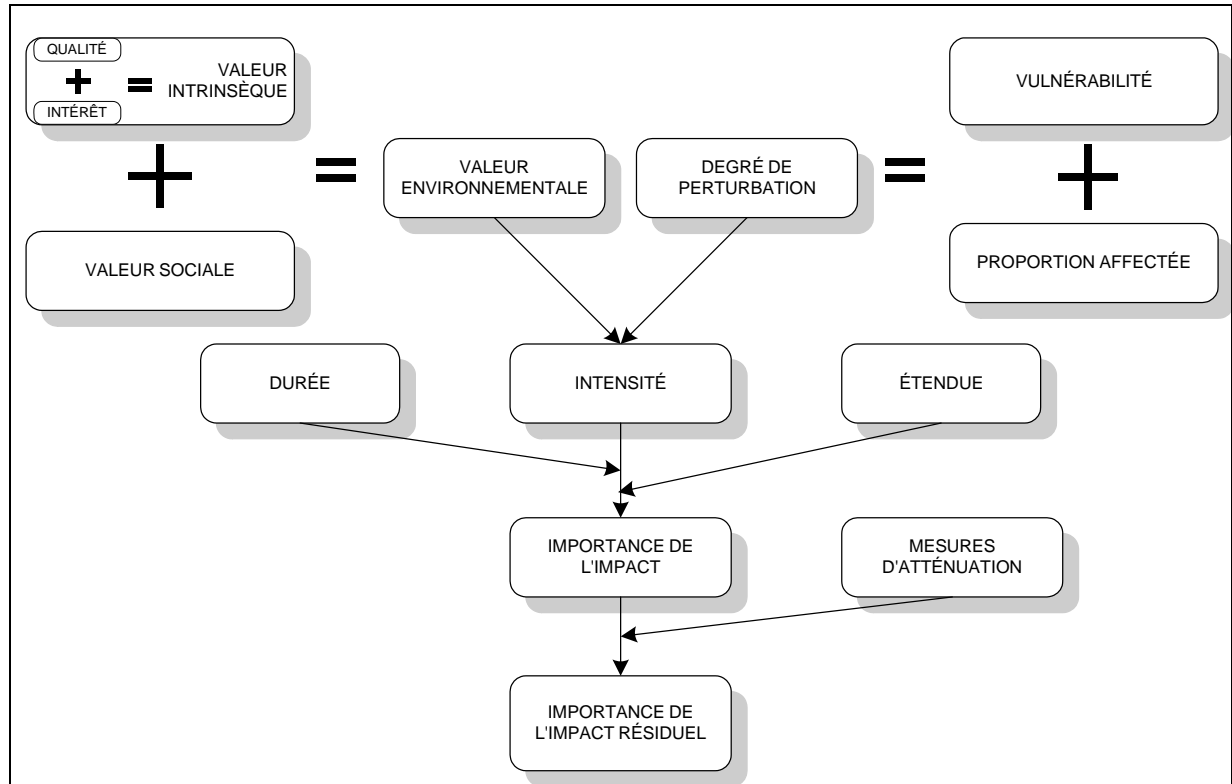 QUALITÉ
+
=
INTÉRÊT
VALEUR
INTRINSÈQUE
+
VALEUR SOCIALE
=
VALEUR
ENVIRONNEMENTALE
DEGRÉ DE
PERTURBATION
=
VULNÉRABILITÉ
+
PROPORTION AFFECTÉE
DURÉE
INTENSITÉ
ÉTENDUE
IMPORTANCE DE
L'IMPACT
MESURES
D'ATTÉNUATION
IMPORTANCE DE
L'IMPACT RÉSIDUEL